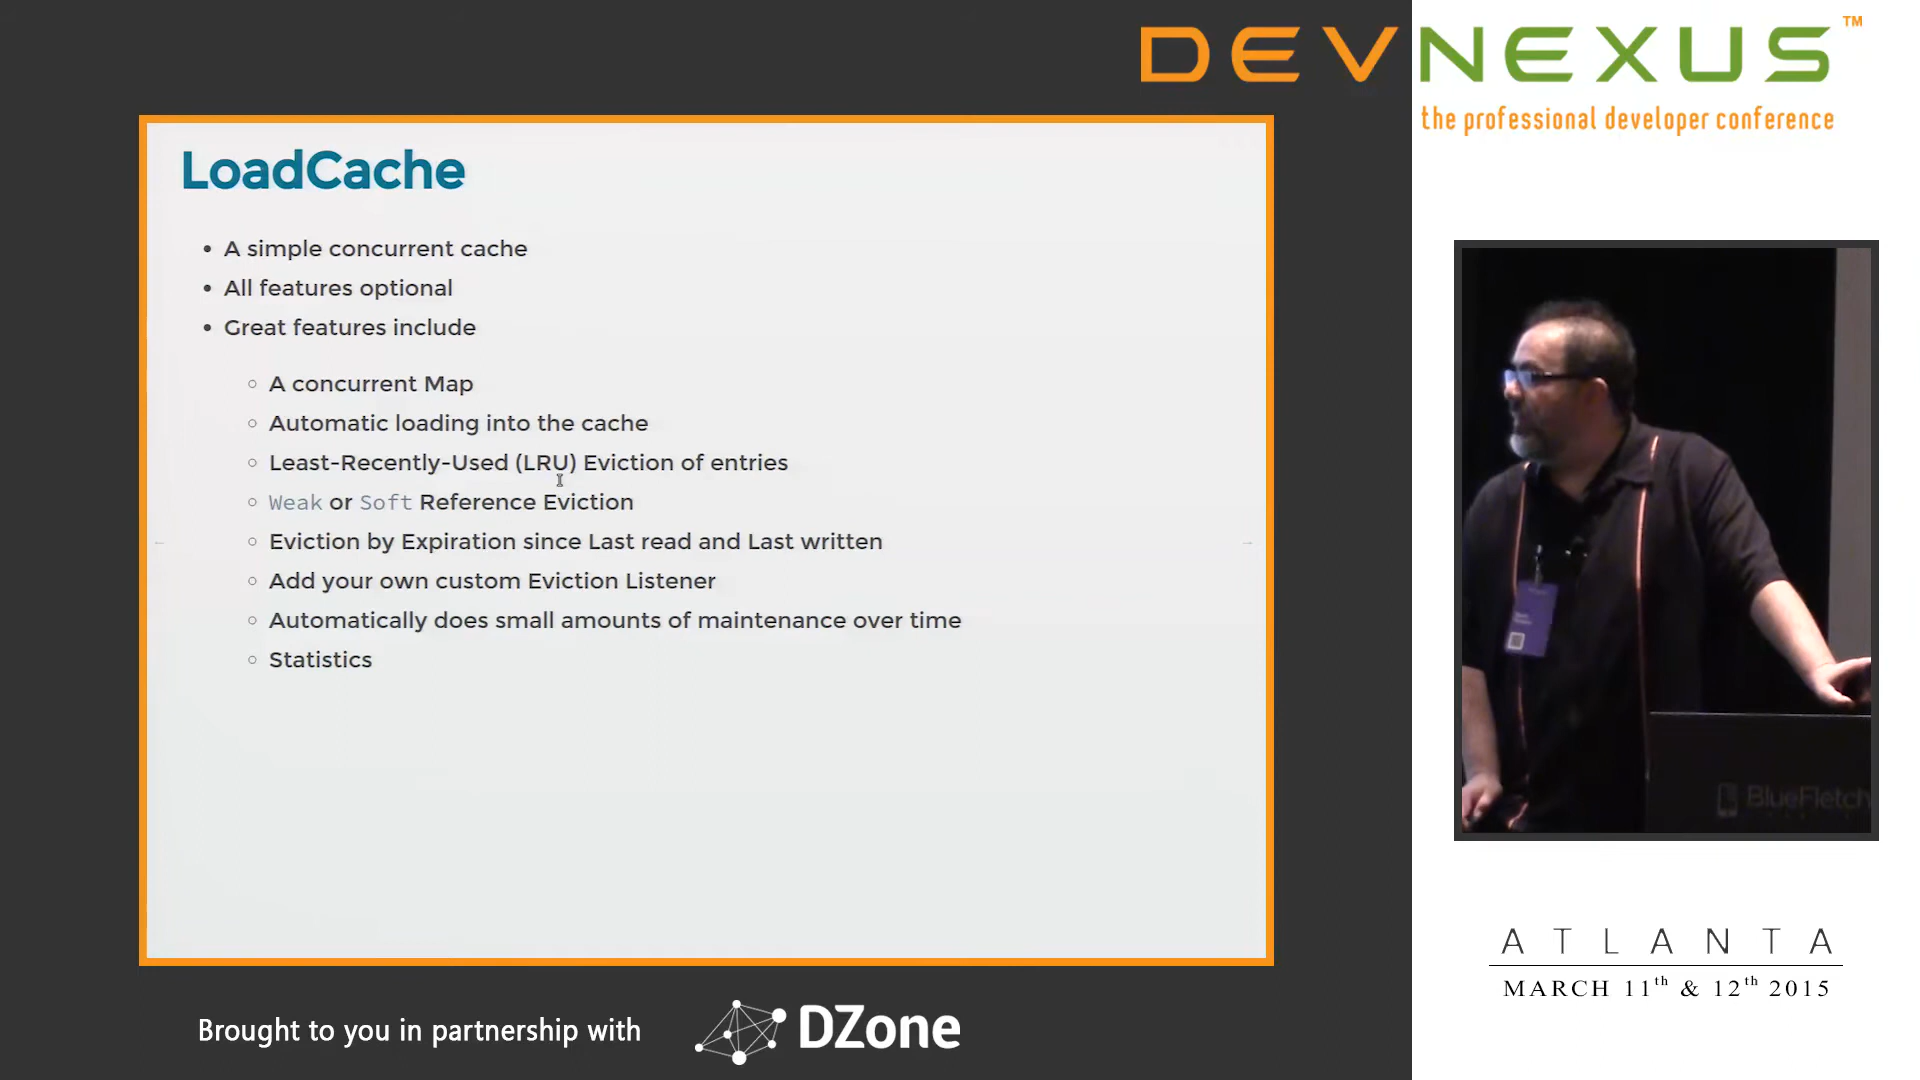 DEVNEXUS™
the professional developer conference
LoadCache
A simple concurrent cache
All features optional
Great features include
A concurrent Map
Automatic loading into the cache
Least-Recently-Used (LRU) Eviction of entries
Weak or Soft Reference Eviction
Eviction by Expiration since Last read and Last written
Add your own custom Eviction Listener
Automatically does small amounts of maintenance over time
Statistics
BlueFletch
ATLANTA
MARCH 11th & 12th 2015
Brought to you in partnership with
DZone